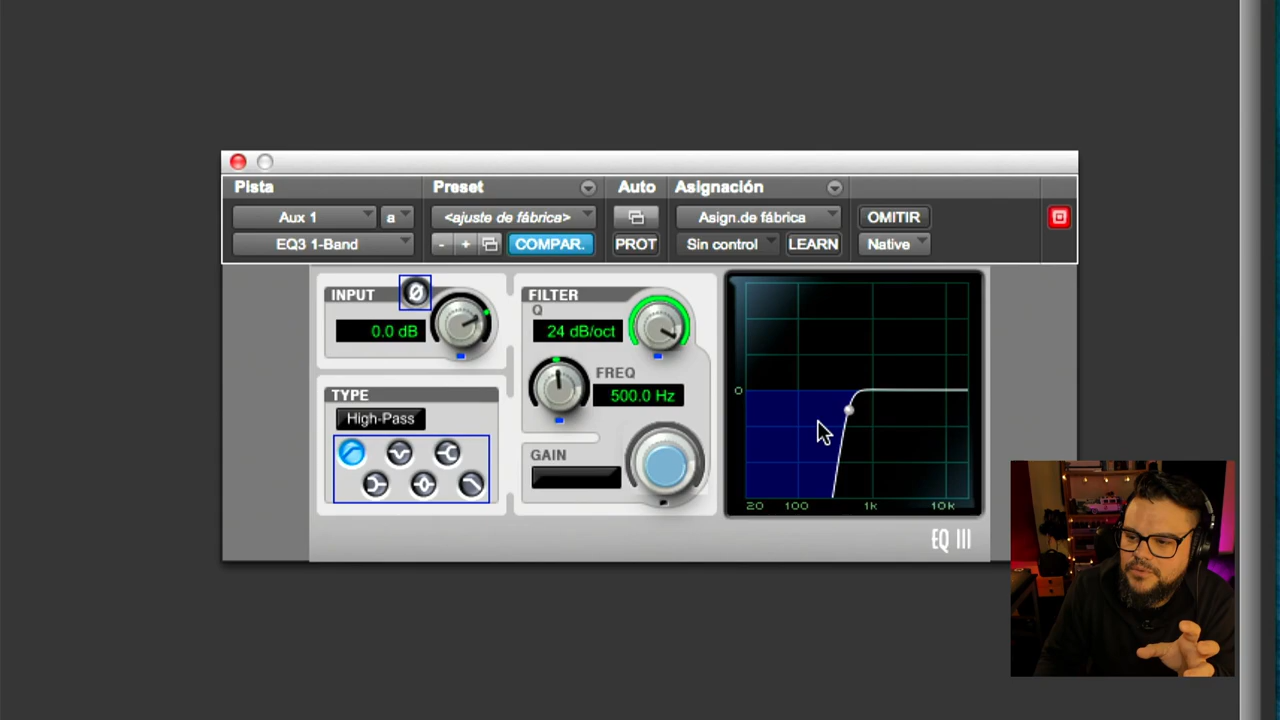 Pista Preset Auto Asignación
Aux 1 a <ajuste de fábrica> Asign.de fábrica OMITIR
EQ3 1-Band - + COMPAR. PROT Sin control LEARN Native
INPUT Ø
0.0 dB
FILTER
Q
24 dB/oct
FREQ
500.0 Hz
TYPE
High-Pass
GAIN
0
20 100 1k 10k
EQ III